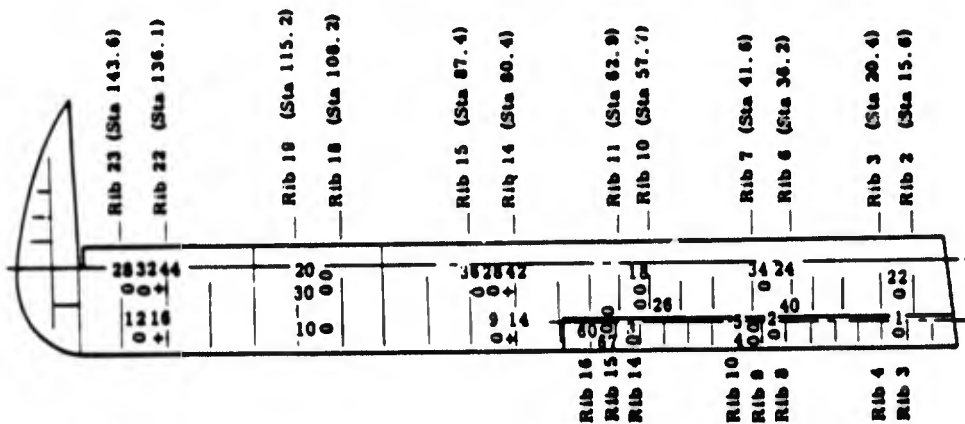 Rib 23 (Sta 143.6)
Rib 22 (Sta 136.1)
Rib 19 (Sta 115.2)
Rib 18 (Sta 108.2)
Rib 15 (Sta 87.4)
Rib 14 (Sta 80.4)
Rib 11 (Sta 62.9)
Rib 10 (Sta 57.7)
Rib 7 (Sta 41.6)
Rib 6 (Sta 36.2)
Rib 3 (Sta 20.4)
Rib 2 (Sta 15.6)
28 32 44 20 36 28 42 18 34 24 22
30 26 40
12 16 10 9 14 60 2 1
67 4
Rib 16
Rib 15
Rib 14
Rib 10
Rib 9
Rib 8
Rib 4
Rib 3